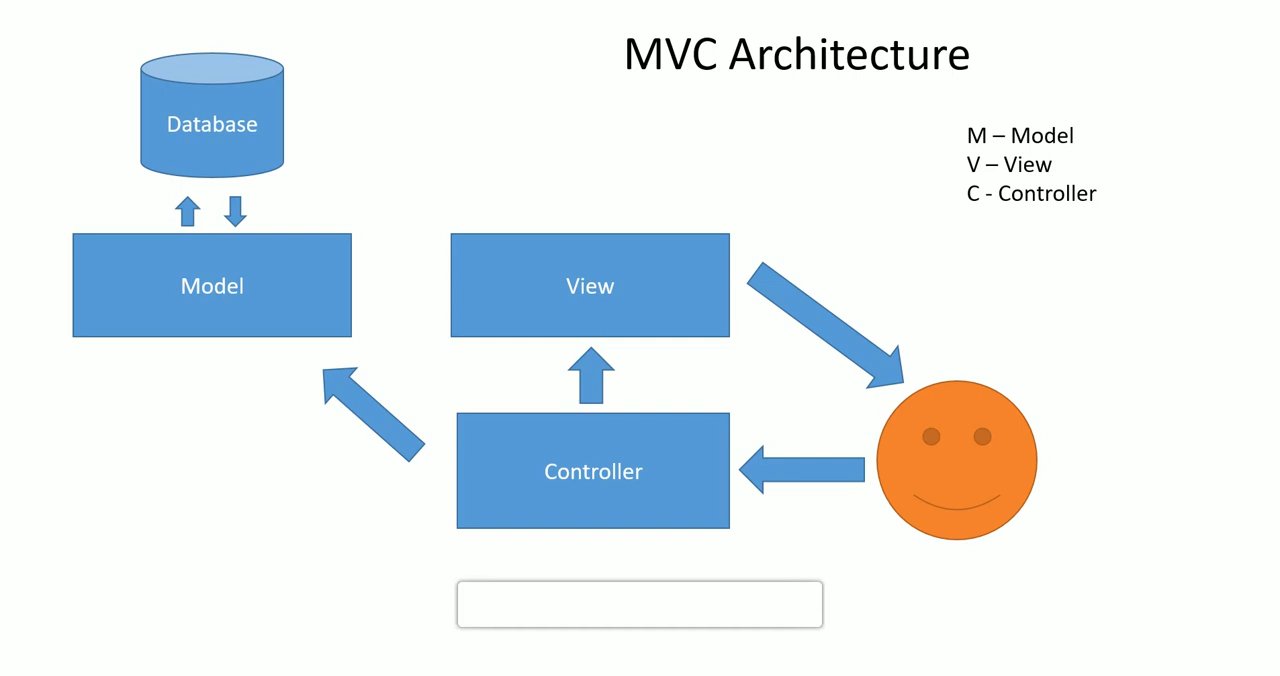 MVC Architecture
Database
M – Model
V – View
C - Controller
Model
View
Controller